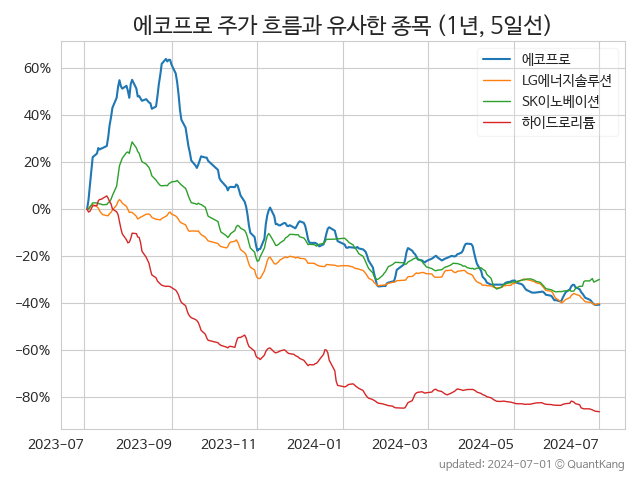 에코프로 주가 흐름과 유사한 종목 (1년, 5일선)
에코프로
LG에너지솔루션
SK이노베이션
하이드로리튬
60%
40%
20%
0%
−20%
−40%
−60%
−80%
2023-07 2023-09 2023-11 2024-01 2024-03 2024-05 2024-07
updated: 2024-07-01 © QuantKang